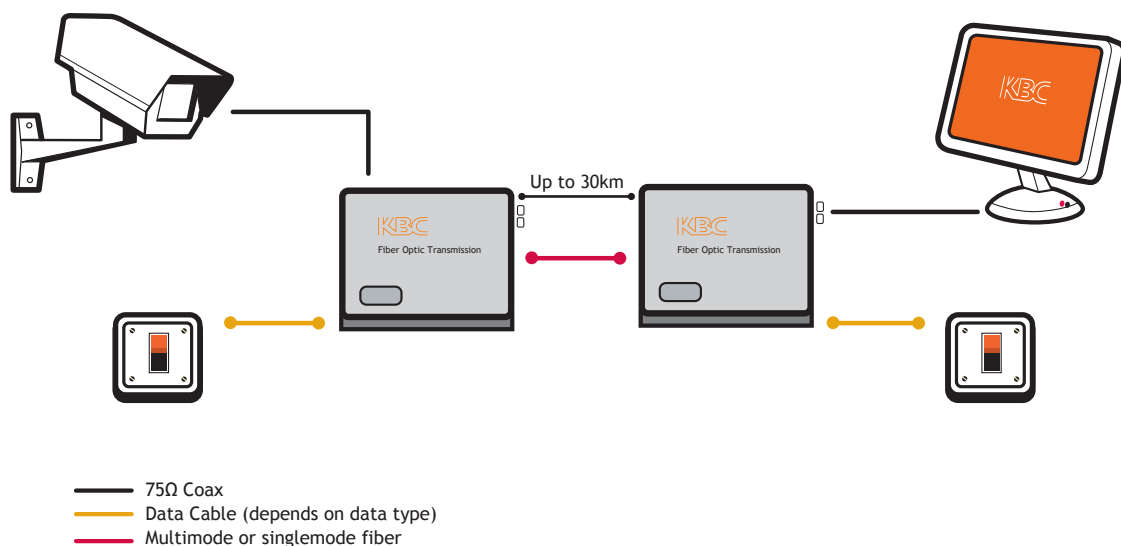 KBC
Up to 30km
KBC
Fiber Optic Transmission
KBC
Fiber Optic Transmission
75Ω Coax
Data Cable (depends on data type)
Multimode or singlemode fiber